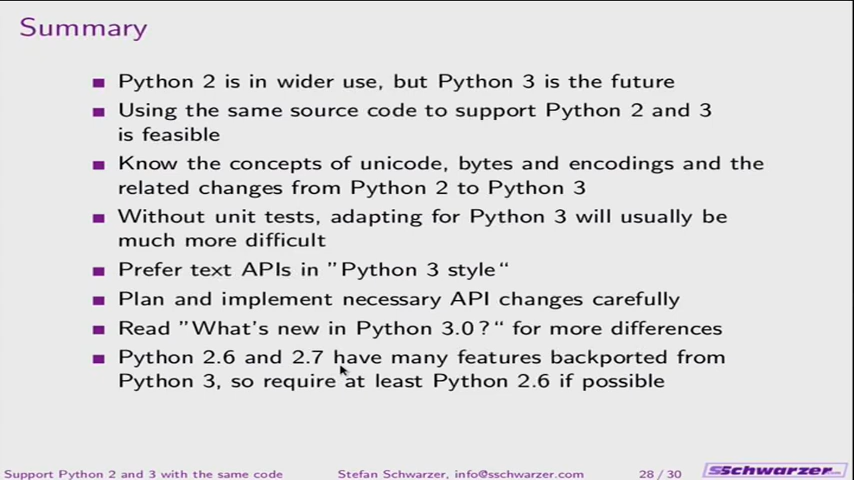 Summary
Python 2 is in wider use, but Python 3 is the future
Using the same source code to support Python 2 and 3
is feasible
Know the concepts of unicode, bytes and encodings and the
related changes from Python 2 to Python 3
Without unit tests, adapting for Python 3 will usually be
much more difficult
Prefer text APIs in ”Python 3 style“
Plan and implement necessary API changes carefully
Read ”What's new in Python 3.0?“ for more differences
Python 2.6 and 2.7 have many features backported from
Python 3, so require at least Python 2.6 if possible
Support Python 2 and 3 with the same code Stefan Schwarzer, info@sschwarzer.com 28 / 30 SSchwarzer.com